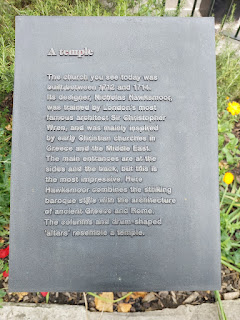 A temple
The church you see today was
built between 1712 and 1714.
Its designer, Nicholas Hawksmoor,
was trained by London's most
famous architect Sir Christopher
Wren, and was mainly inspired
by early Christian churches in
Greece and the Middle East.
The main entrances are at the
sides and the back, but this is
the most impressive. Here
Hawksmoor combines the striking
baroque style with the architecture
of ancient Greece and Rome.
The columns and drum-shaped
'altars' resemble a temple.